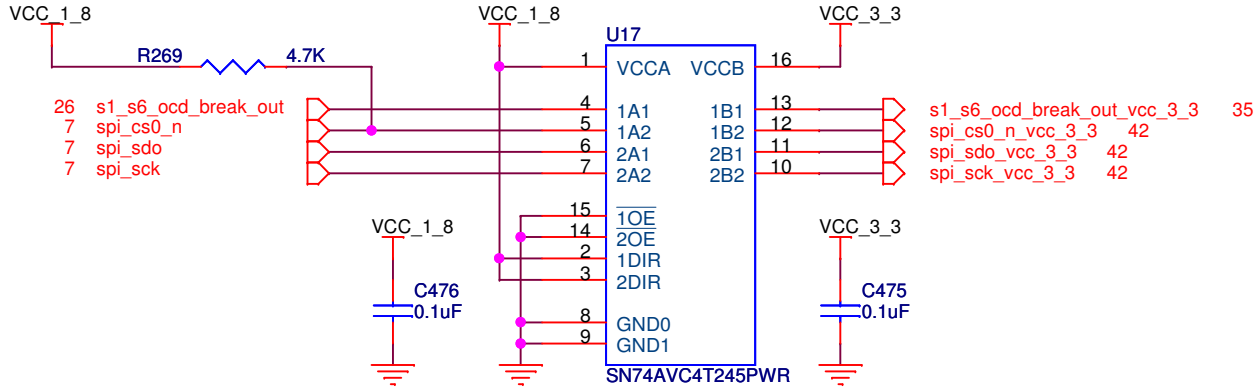 VCC_1_8 VCC_1_8 VCC_3_3
U17
R269 4.7K 1 VCCA VCCB 16
26 s1_s6_ocd_break_out 4 1A1 1B1 13 s1_s6_ocd_break_out_vcc_3_3 35
7 spi_cs0_n 5 1A2 1B2 12 spi_cs0_n_vcc_3_3 42
7 spi_sdo 6 2A1 2B1 11 spi_sdo_vcc_3_3 42
7 spi_sck 7 2A2 2B2 10 spi_sck_vcc_3_3 42
15 1OE
VCC_1_8 14 2OE VCC_3_3
2 1DIR
3 2DIR
C476 C475
0.1uF 8 GND0 0.1uF
9 GND1
SN74AVC4T245PWR